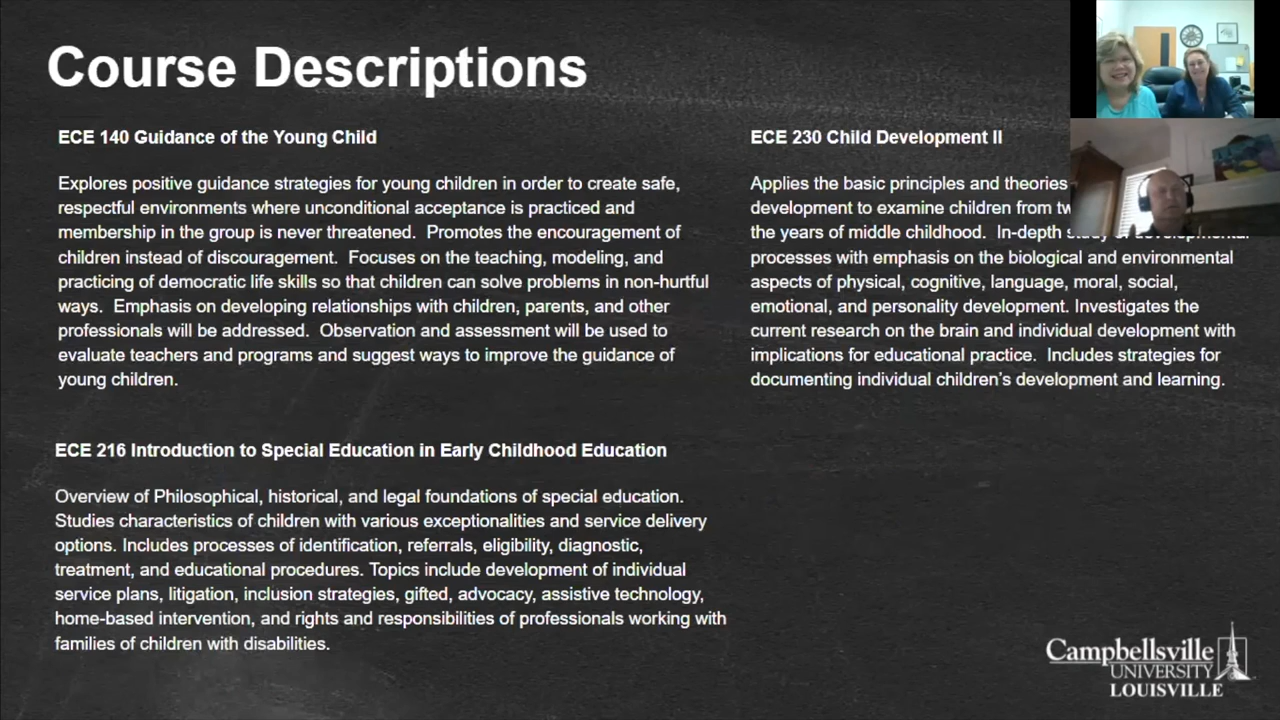 Course Descriptions
ECE 140 Guidance of the Young Child
Explores positive guidance strategies for young children in order to create safe,
respectful environments where unconditional acceptance is practiced and
membership in the group is never threatened.  Promotes the encouragement of
children instead of discouragement.  Focuses on the teaching, modeling, and
practicing of democratic life skills so that children can solve problems in non-hurtful
ways.  Emphasis on developing relationships with children, parents, and other
professionals will be addressed.  Observation and assessment will be used to
evaluate teachers and programs and suggest ways to improve the guidance of
young children.
ECE 216 Introduction to Special Education in Early Childhood Education
Overview of Philosophical, historical, and legal foundations of special education.
Studies characteristics of children with various exceptionalities and service delivery
options. Includes processes of identification, referrals, eligibility, diagnostic,
treatment, and educational procedures. Topics include development of individual
service plans, litigation, inclusion strategies, gifted, advocacy, assistive technology,
home-based intervention, and rights and responsibilities of professionals working with
families of children with disabilities.
ECE 230 Child Development II
Applies the basic principles and theories
development to examine children from
the years of middle childhood.  In-depth
processes with emphasis on the biological and environmental
aspects of physical, cognitive, language, moral, social,
emotional, and personality development. Investigates the
current research on the brain and individual development with
implications for educational practice.  Includes strategies for
documenting individual children's development and learning.
Campbellsville
UNIVERSITY
LOUISVILLE